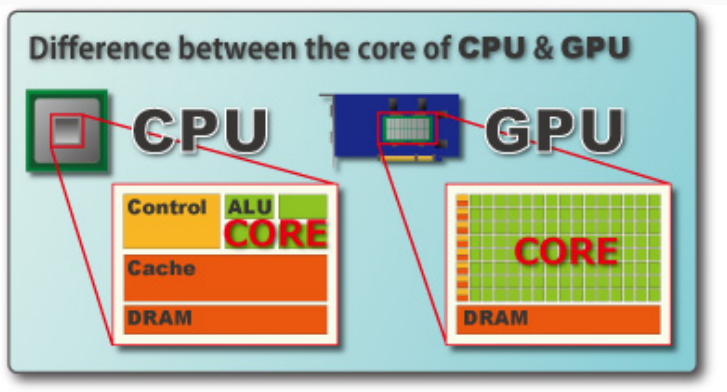 Difference between the core of CPU & GPU
CPU
GPU
Control
ALU
CORE
Cache
DRAM
CORE
DRAM